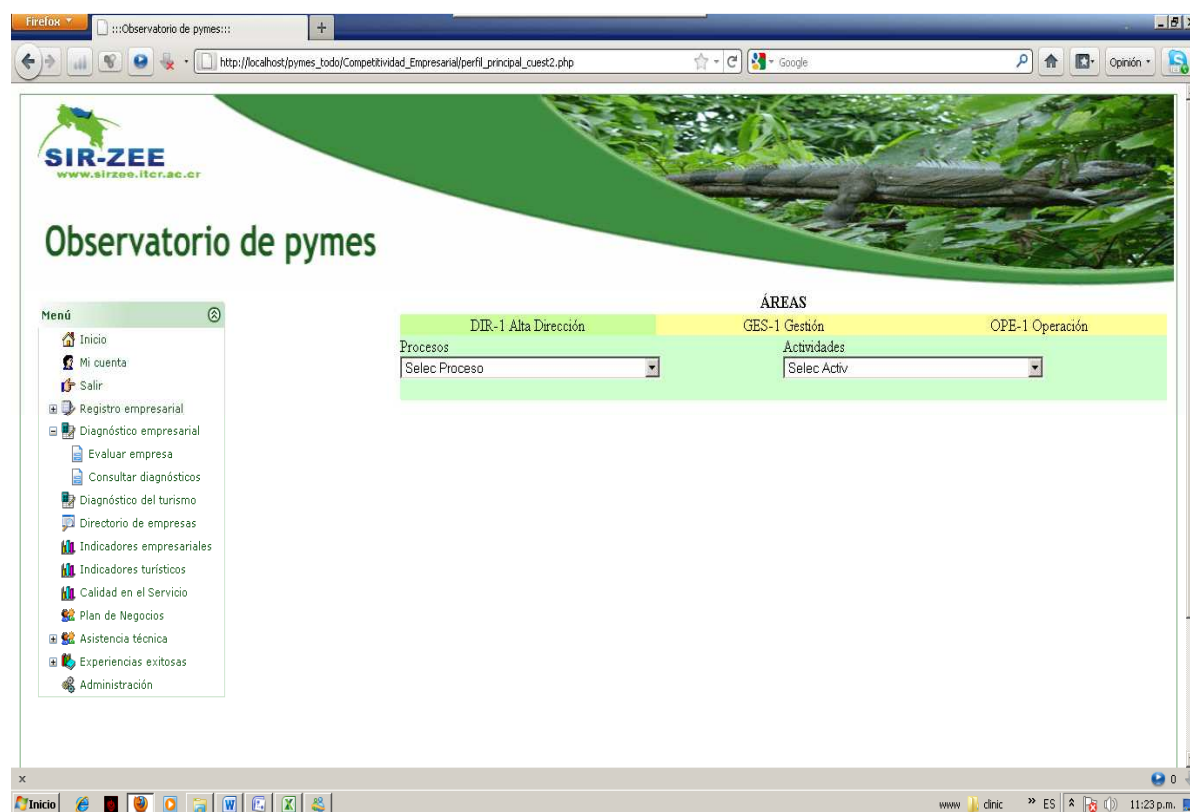 Firefox
:::Observatorio de pymes:::
http://localhost/pymes_todo/Competitividad_Empresarial/perfil_principal_cuest2.php
Google
Opinión
SIR-ZEE
www.sirzee.itcr.ac.cr
Observatorio de pymes
Menú
Inicio
Mi cuenta
Salir
Registro empresarial
Diagnóstico empresarial
Evaluar empresa
Consultar diagnósticos
Diagnóstico del turismo
Directorio de empresas
Indicadores empresariales
Indicadores turísticos
Calidad en el Servicio
Plan de Negocios
Asistencia técnica
Experiencias exitosas
Administración
ÁREAS
DIR-1 Alta Dirección GES-1 Gestión OPE-1 Operación
Procesos Actividades
Selec Proceso Selec Activ
x 0
Inicio www clinic » ES 11:23 p.m.